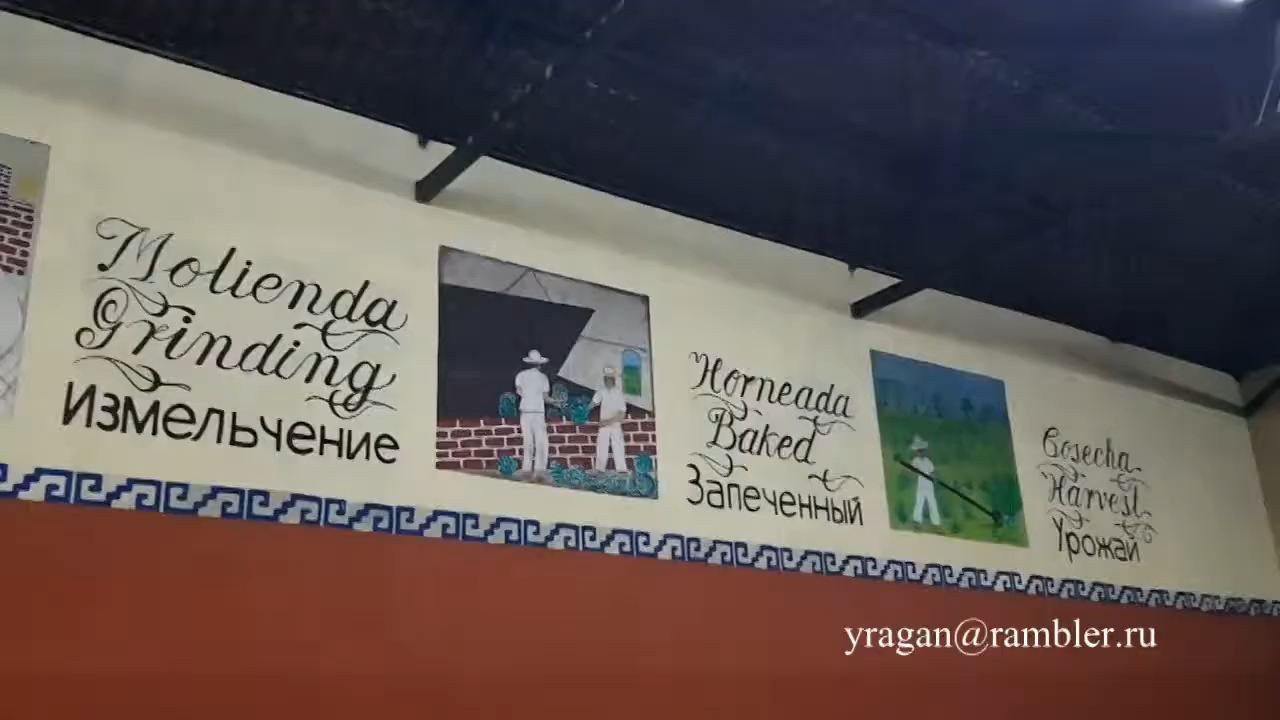 Molienda
Grinding
Измельчение
Horneada
Baked
Запеченный
Cosecha
Harvest
Урожай
yragan@rambler.ru